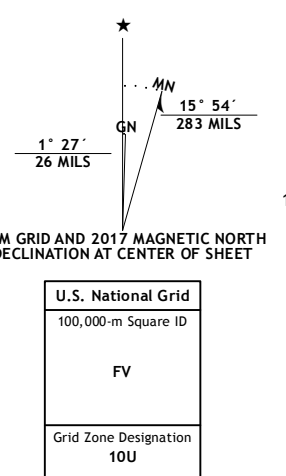 ★
MN
15° 54´
283 MILS
GN
1° 27´
26 MILS
M GRID AND 2017 MAGNETIC NORTH
DECLINATION AT CENTER OF SHEET
U.S. National Grid
100,000-m Square ID
FV
Grid Zone Designation
10U